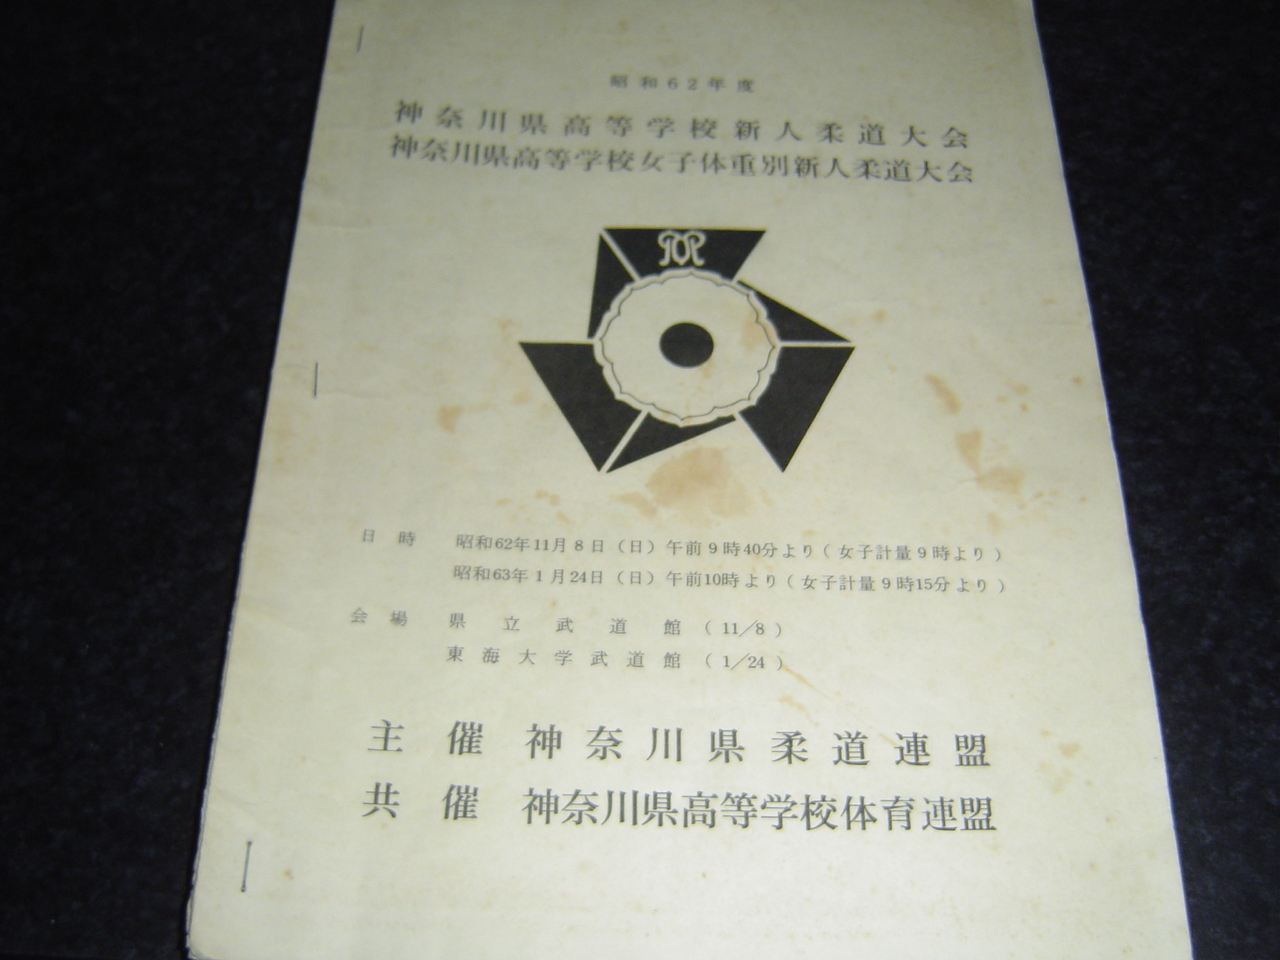 昭和62年度
神奈川県高等学校新人柔道大会
神奈川県高等学校女子体重別新人柔道大会
日時 昭和62年11月8日(日)午前9時40分より(女子計量9時より)
昭和63年1月24日(日)午前10時より(女子計量9時15分より)
会場 県立武道館 (11/8)
東海大学武道館 (1/24)
主催 神奈川県柔道連盟
共催 神奈川県高等学校体育連盟